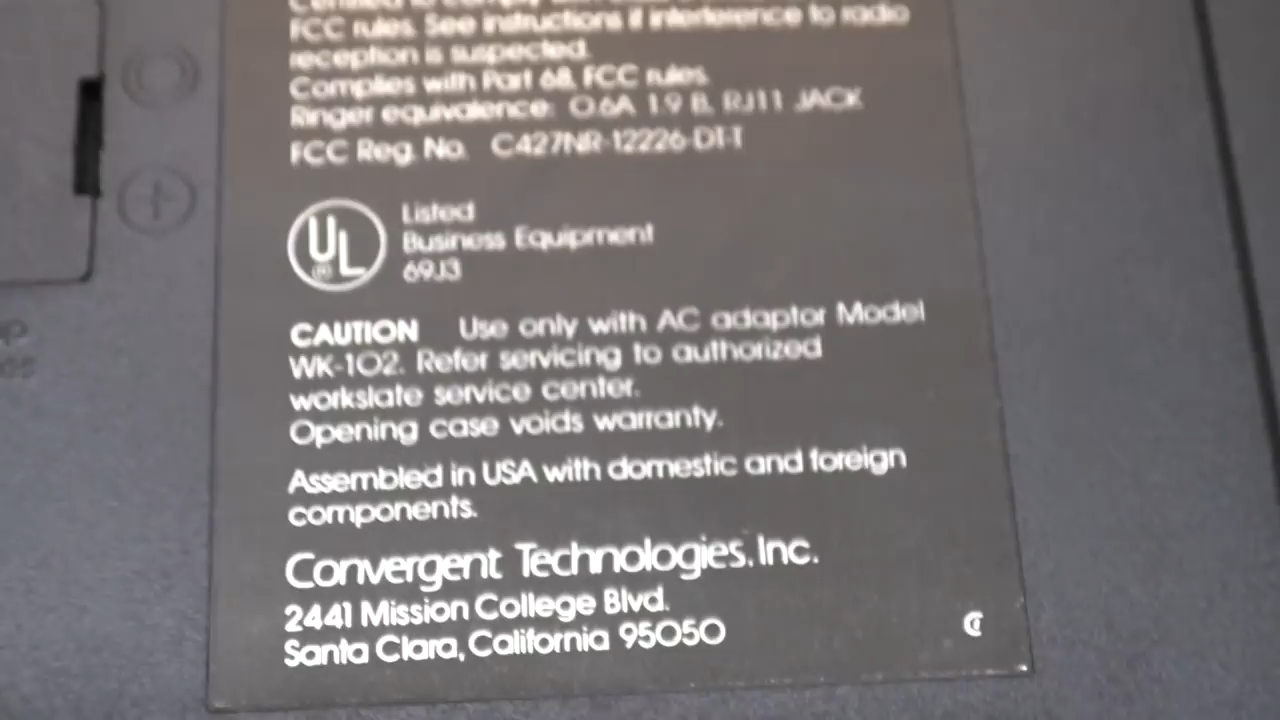 FCC rules. See instructions if interference to radio
reception is suspected.
Complies with Part 68, FCC rules.
Ringer equivalence: 0.6A 1.9 B, RJ11 JACK
FCC Reg. No. C427NR-12226-DT-T
UL
Listed
Business Equipment
69J3
CAUTION Use only with AC adaptor Model
WK-102. Refer servicing to authorized
workslate service center.
Opening case voids warranty.
Assembled in USA with domestic and foreign
components.
Convergent Technologies, Inc.
2441 Mission College Blvd.
Santa Clara, California 95050